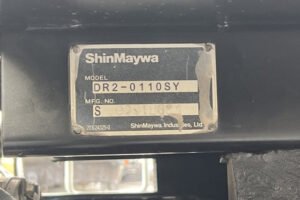 ShinMaywa
MODEL
DR2-0110SY
MFG. NO.
S
ShinMaywa Industries, Ltd.